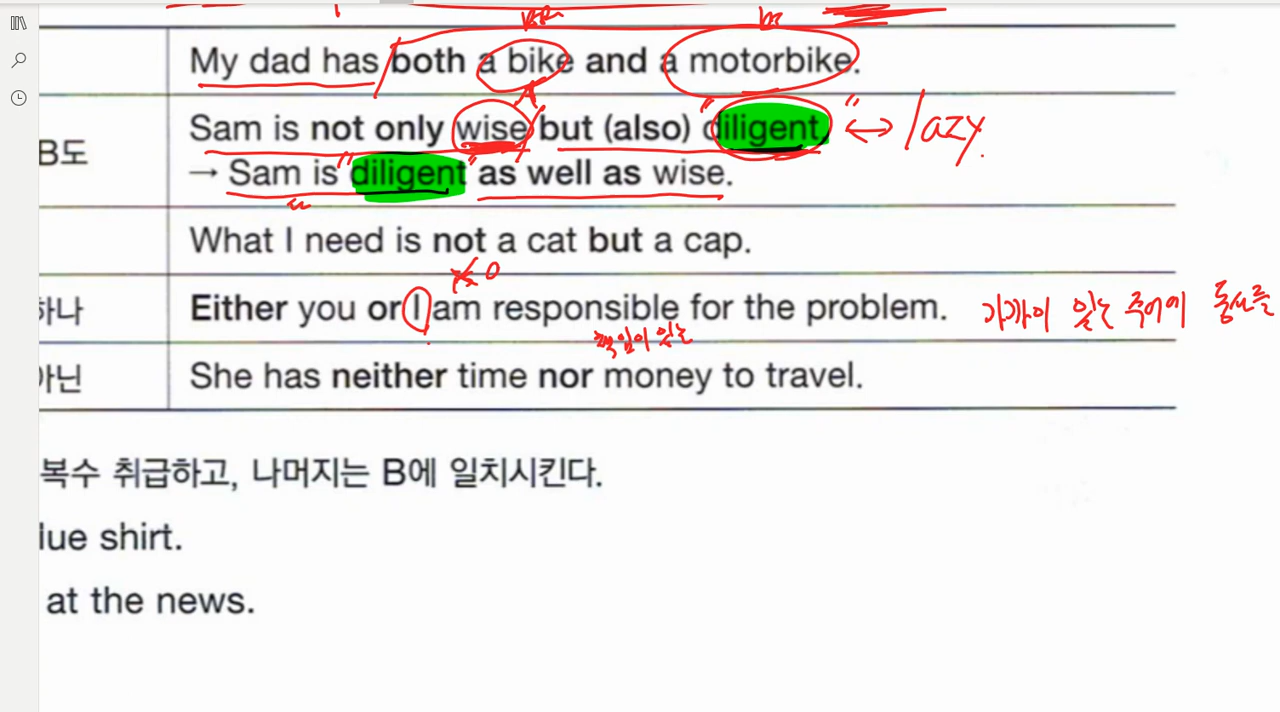 My dad has both a bike and a motorbike.
B도 Sam is not only wise but (also) diligent. ↔ lazy.
→ Sam is "diligent" as well as wise.
What I need is not a cat but a cap.
하나 Either you or I am responsible for the problem. 가까이 있는 주어에 동사를
책임이 있는
아닌 She has neither time nor money to travel.
복수 취급하고, 나머지는 B에 일치시킨다.
lue shirt.
at the news.